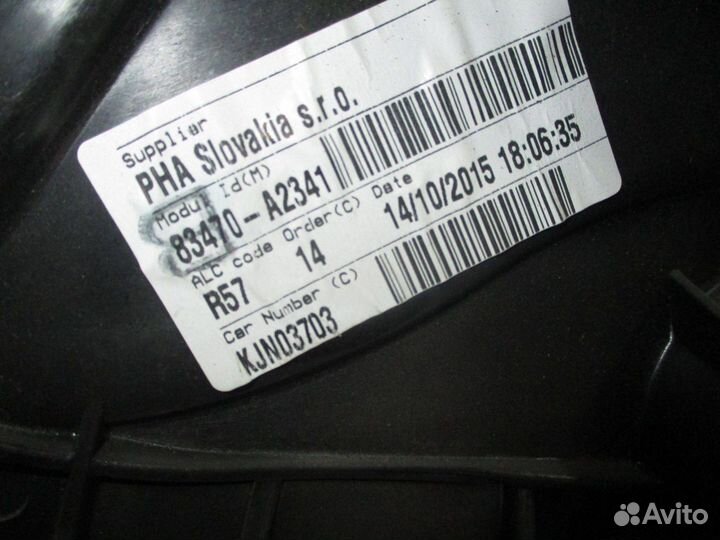 Supplier
PHA Slovakia s.r.o.
Modul Id(M)
83470-A2341
ALC code Order(C) Date
R57 14 14/10/2015 18:06:35
Car Number (C)
KJN03703
Avito